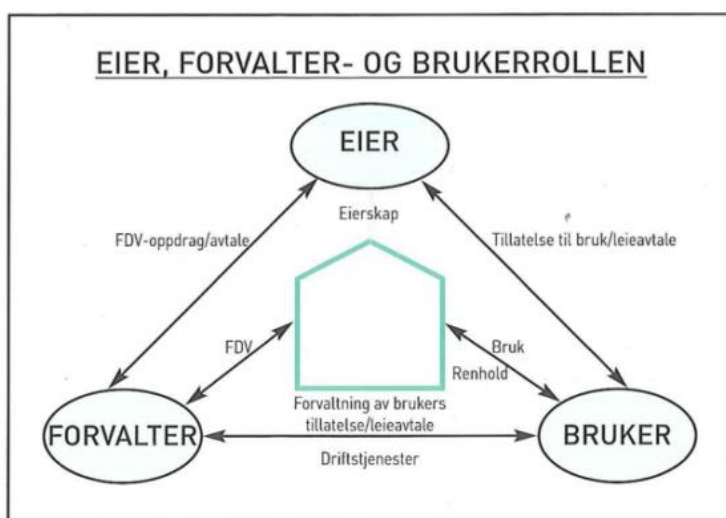 EIER, FORVALTER- OG BRUKERROLLEN
EIER
Eierskap
FDV-oppdrag/avtale
Tillatelse til bruk/leieavtale
FDV
Bruk
Renhold
Forvaltning av brukers
tillatelse/leieavtale
FORVALTER
BRUKER
Driftstjenester